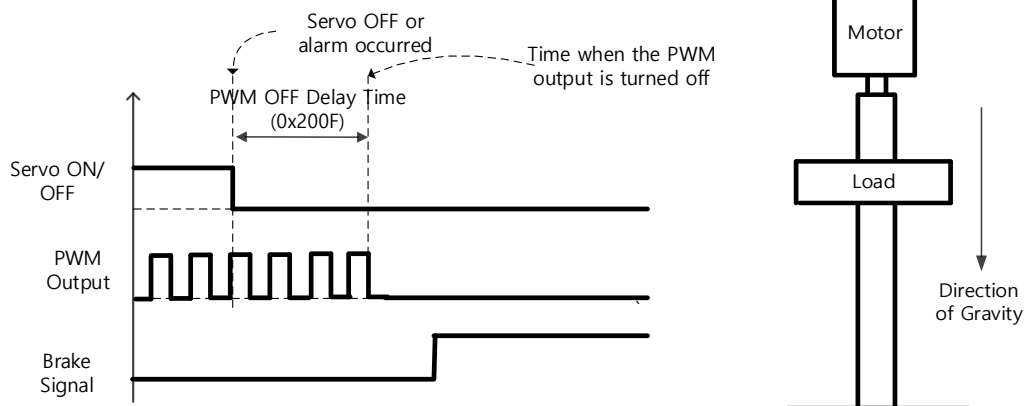 Servo OFF or
alarm occurred
Time when the PWM
output is turned off
PWM OFF Delay Time
(0x200F)
Servo ON/
OFF
PWM
Output
Brake
Signal
Motor
Load
Direction
of Gravity